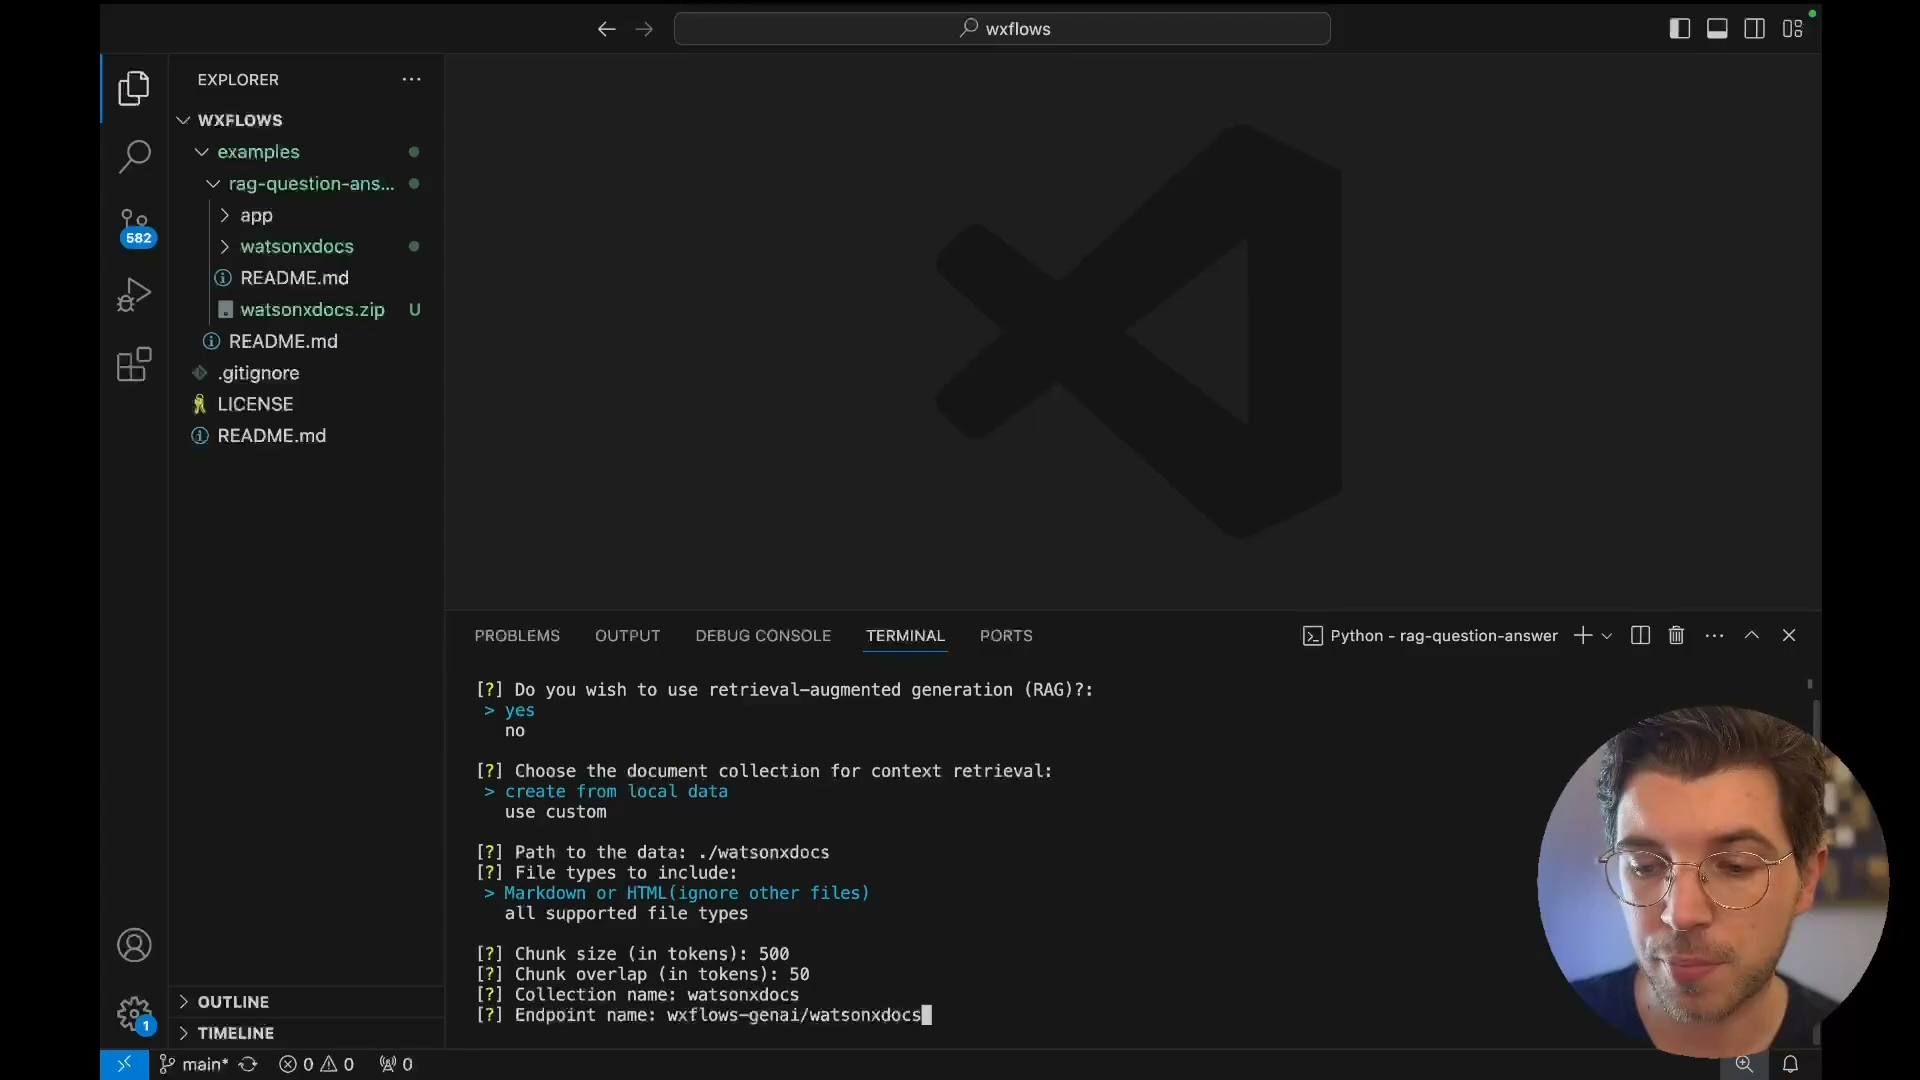 wxflows
EXPLORER
WXFLOWS
examples
rag-question-ans...
app
watsonxdocs
README.md
watsonxdocs.zip U
README.md
.gitignore
LICENSE
README.md
582
1
OUTLINE
TIMELINE
PROBLEMS OUTPUT DEBUG CONSOLE TERMINAL PORTS
Python - rag-question-answer
[?] Do you wish to use retrieval-augmented generation (RAG)?:
> yes
no
[?] Choose the document collection for context retrieval:
> create from local data
use custom
[?] Path to the data: ./watsonxdocs
[?] File types to include:
> Markdown or HTML(ignore other files)
all supported file types
[?] Chunk size (in tokens): 500
[?] Chunk overlap (in tokens): 50
[?] Collection name: watsonxdocs
[?] Endpoint name: wxflows-genai/watsonxdocs
main* 0 0 0